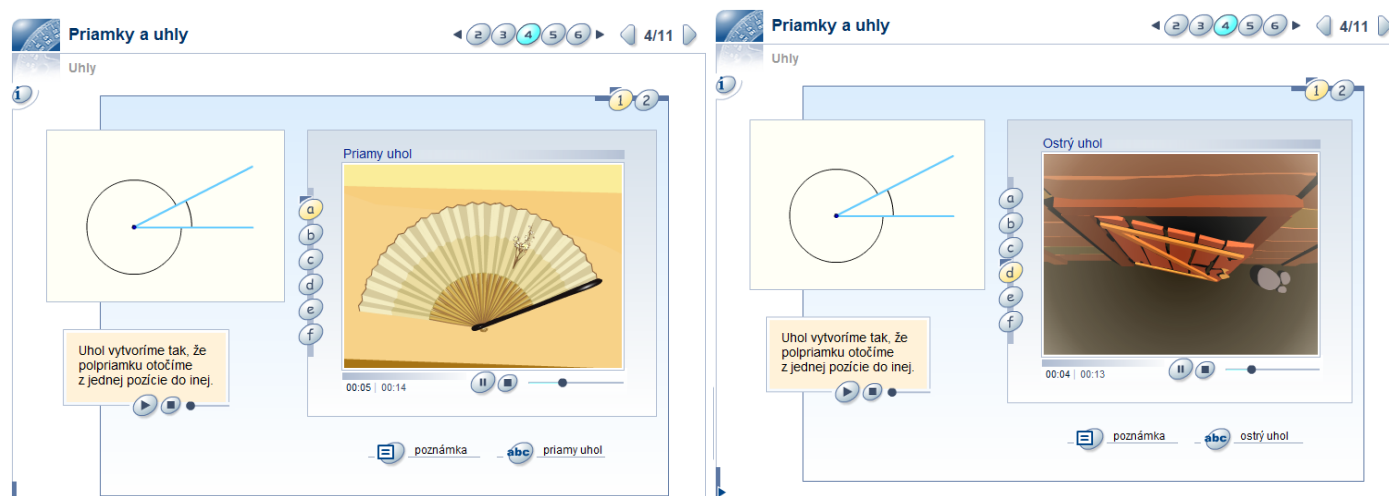 Priamky a uhly
2 3 4 5 6
4/11
Uhly
i
1 2
Priamy uhol
a
b
c
d
e
f
Uhol vytvoríme tak, že
polpriamku otočíme
z jednej pozície do inej.
00:05 | 00:14
poznámka
abc priamy uhol
Priamky a uhly
2 3 4 5 6
4/11
Uhly
i
1 2
Ostrý uhol
a
b
c
d
e
f
Uhol vytvoríme tak, že
polpriamku otočíme
z jednej pozície do inej.
00:04 | 00:13
poznámka
abc ostrý uhol